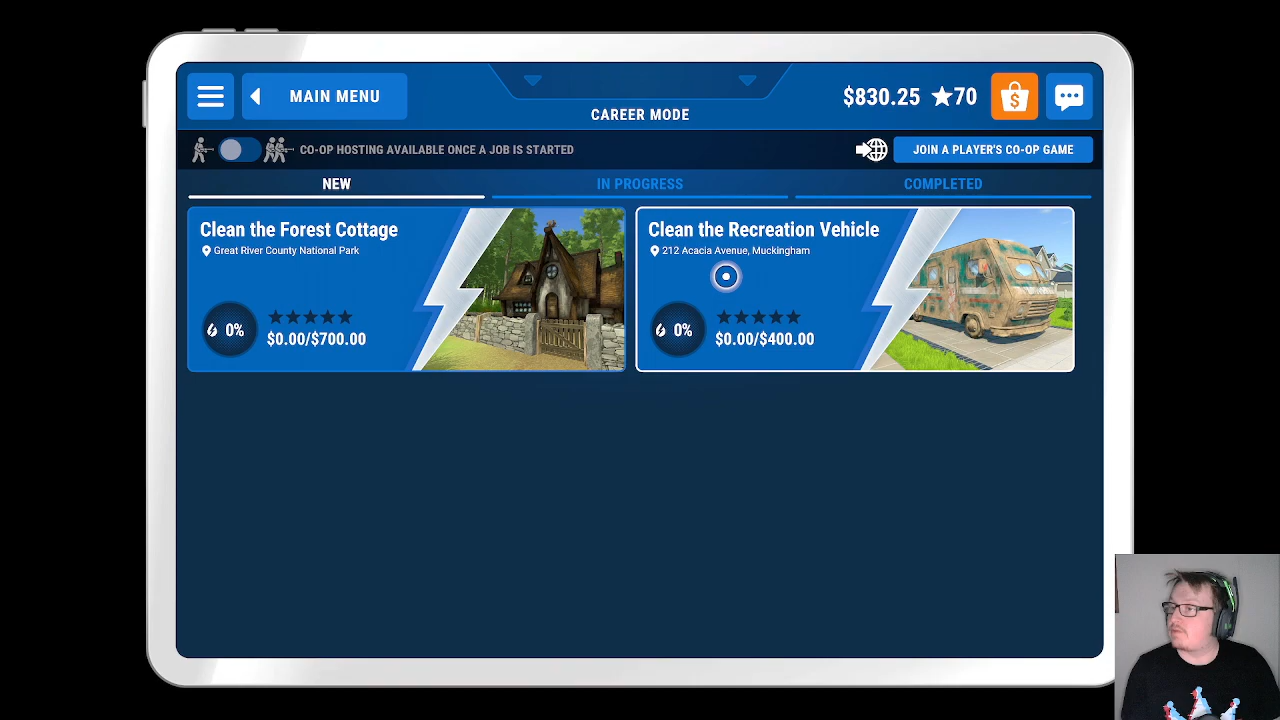 MAIN MENU
CAREER MODE
$830.25 ★70
CO-OP HOSTING AVAILABLE ONCE A JOB IS STARTED
JOIN A PLAYER'S CO-OP GAME
NEW
IN PROGRESS
COMPLETED
Clean the Forest Cottage
Great River County National Park
0%
$0.00/$700.00
Clean the Recreation Vehicle
212 Acacia Avenue, Muckingham
0%
$0.00/$400.00